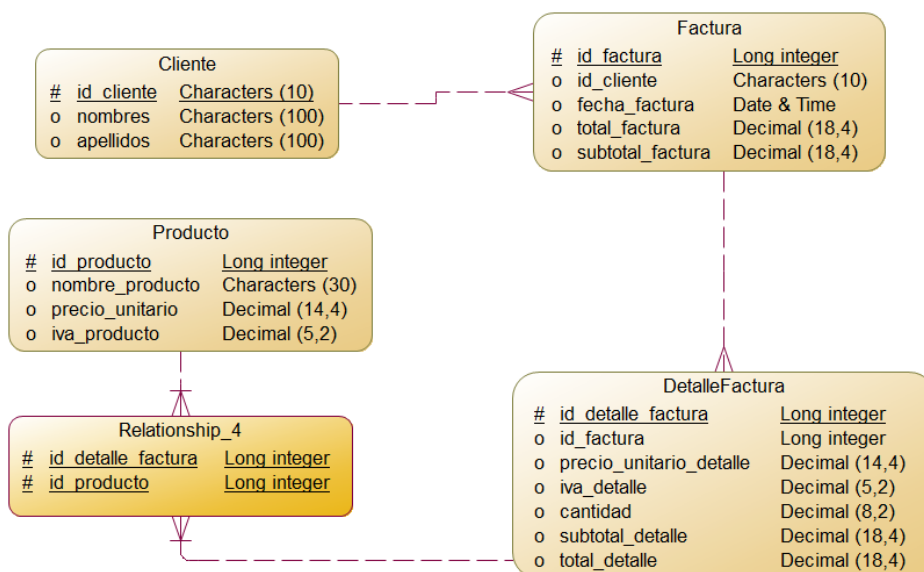 Cliente
# id_cliente Characters (10)
o nombres Characters (100)
o apellidos Characters (100)
Factura
# id_factura Long integer
o id_cliente Characters (10)
o fecha_factura Date & Time
o total_factura Decimal (18,4)
o subtotal_factura Decimal (18,4)
Producto
# id_producto Long integer
o nombre_producto Characters (30)
o precio_unitario Decimal (14,4)
o iva_producto Decimal (5,2)
Relationship_4
# id_detalle_factura Long integer
# id_producto Long integer
DetalleFactura
# id_detalle_factura Long integer
o id_factura Long integer
o precio_unitario_detalle Decimal (14,4)
o iva_detalle Decimal (5,2)
o cantidad Decimal (8,2)
o subtotal_detalle Decimal (18,4)
o total_detalle Decimal (18,4)